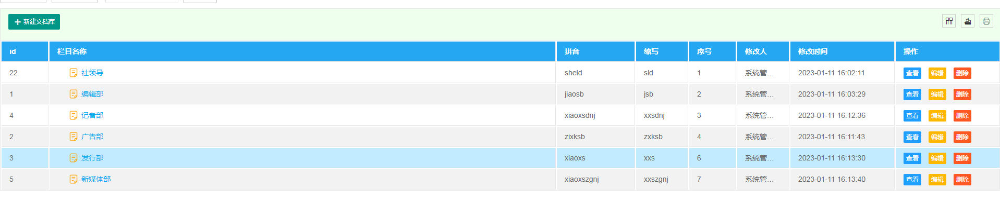 新建文档库
id 栏目名称 拼音 缩写 序号 修改人 修改时间 操作
22 社领导 sheld sld 1 系统管... 2023-01-11 16:02:11 查看 编辑 删除
1 编辑部 jiaosb jsb 2 系统管... 2023-01-11 16:03:29 查看 编辑 删除
4 记者部 xiaoxsdnj xxsdnj 3 系统管... 2023-01-11 16:12:36 查看 编辑 删除
2 广告部 zixksb zxksb 4 系统管... 2023-01-11 16:11:43 查看 编辑 删除
3 发行部 xiaoxs xxs 6 系统管... 2023-01-11 16:13:30 查看 编辑 删除
5 新媒体部 xiaoxszgnj xxszgnj 7 系统管... 2023-01-11 16:13:40 查看 编辑 删除